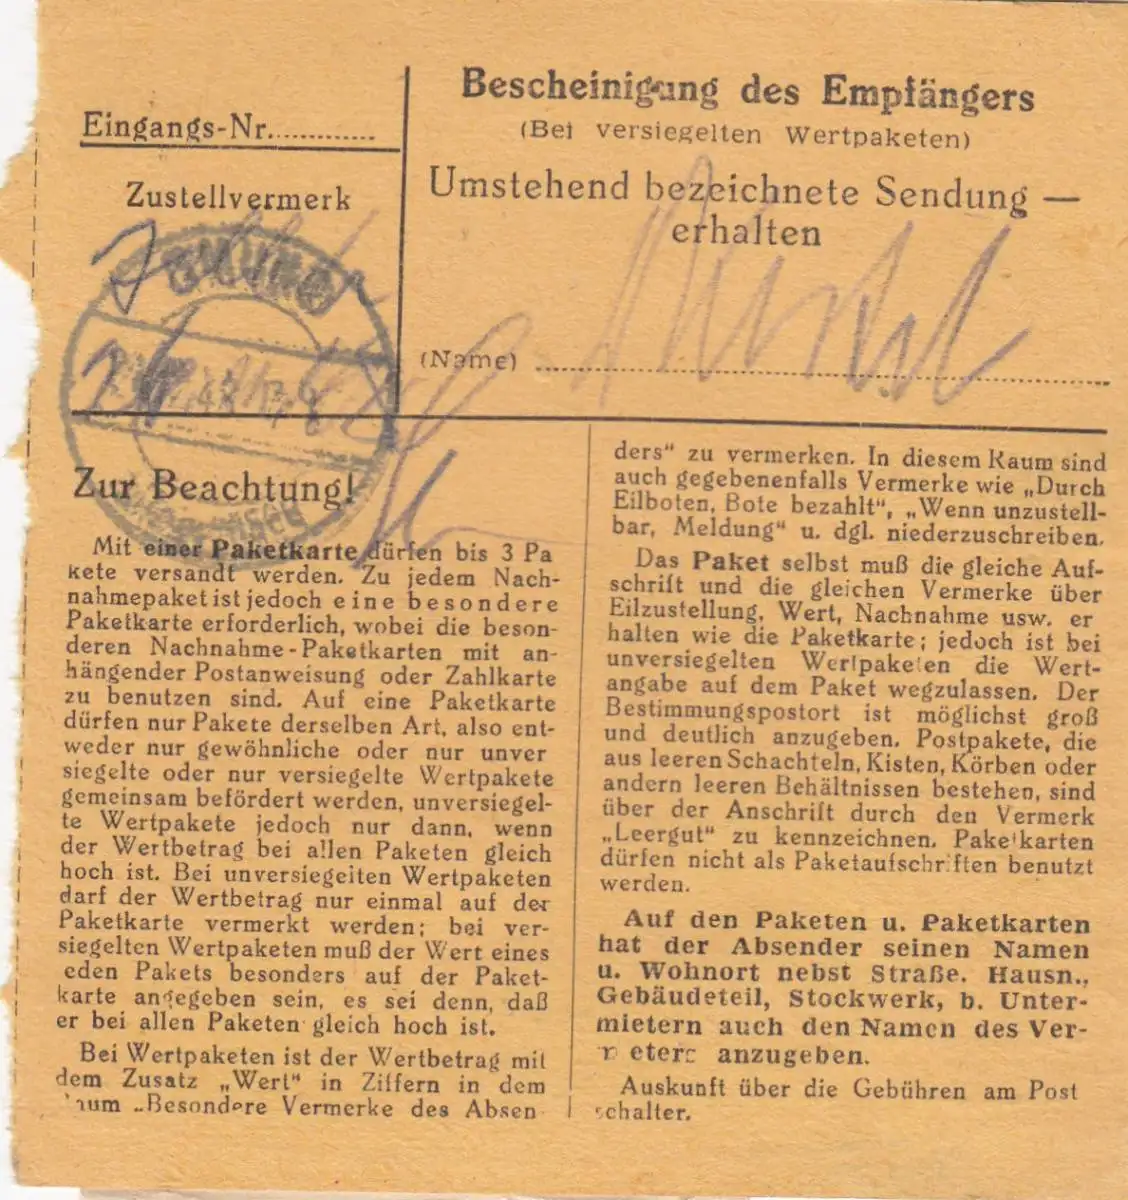 Eingangs-Nr.............
Zustellvermerk
Bescheinigung des Empfängers
(Bei versiegelten Wertpaketen)
Umstehend bezeichnete Sendung —
erhalten
(Name)
GMUND
Zur Beachtung!
Mit einer Paketkarte dürfen bis 3 Pa
kete versandt werden. Zu jedem Nach-
nahmepaket ist jedoch eine besondere
Paketkarte erforderlich, wobei die beson-
deren Nachnahme-Paketkarten mit an-
hängender Postanweisung oder Zahlkarte
zu benutzen sind. Auf eine Paketkarte
dürfen nur Pakete derselben Art, also ent-
weder nur gewöhnliche oder nur unver
siegelte oder nur versiegelte Wertpakete
gemeinsam befördert werden, unversiegel-
te Wertpakete jedoch nur dann, wenn
der Wertbetrag bei allen Paketen gleich
hoch ist. Bei unversiegelten Wertpaketen
darf der Wertbetrag nur einmal auf der
Paketkarte vermerkt werden; bei ver-
siegelten Wertpaketen muß der Wert eines
eden Pakets besonders auf der Paket-
karte angegeben sein, es sei denn, daß
er bei allen Paketen gleich hoch ist.
Bei Wertpaketen ist der Wertbetrag mit
dem Zusatz „Wert" in Ziffern in dem
aum „Besondere Vermerke des Absen
ders" zu vermerken. In diesem Raum sind
auch gegebenenfalls Vermerke wie „Durch
Eilboten, Bote bezahlt", „Wenn unzustell-
bar, Meldung" u. dgl. niederzuschreiben.
Das Paket selbst muß die gleiche Auf-
schrift und die gleichen Vermerke über
Eilzustellung, Wert, Nachnahme usw. er
halten wie die Paketkarte; jedoch ist bei
unversiegelten Wertpaketen die Wert-
angabe auf dem Paket wegzulassen. Der
Bestimmungspostort ist möglichst groß
und deutlich anzugeben. Postpakete, die
aus leeren Schachteln, Kisten, Körben oder
andern leeren Behältnissen bestehen, sind
über der Anschrift durch den Vermerk
„Leergut" zu kennzeichnen. Paketkarten
dürfen nicht als Paketaufschriften benutzt
werden.
Auf den Paketen u. Paketkarten
hat der Absender seinen Namen
u. Wohnort nebst Straße. Hausn.,
Gebäudeteil, Stockwerk, b. Unter-
mietern auch den Namen des Ver-
eters anzugeben.
Auskunft über die Gebühren am Post
schalter.